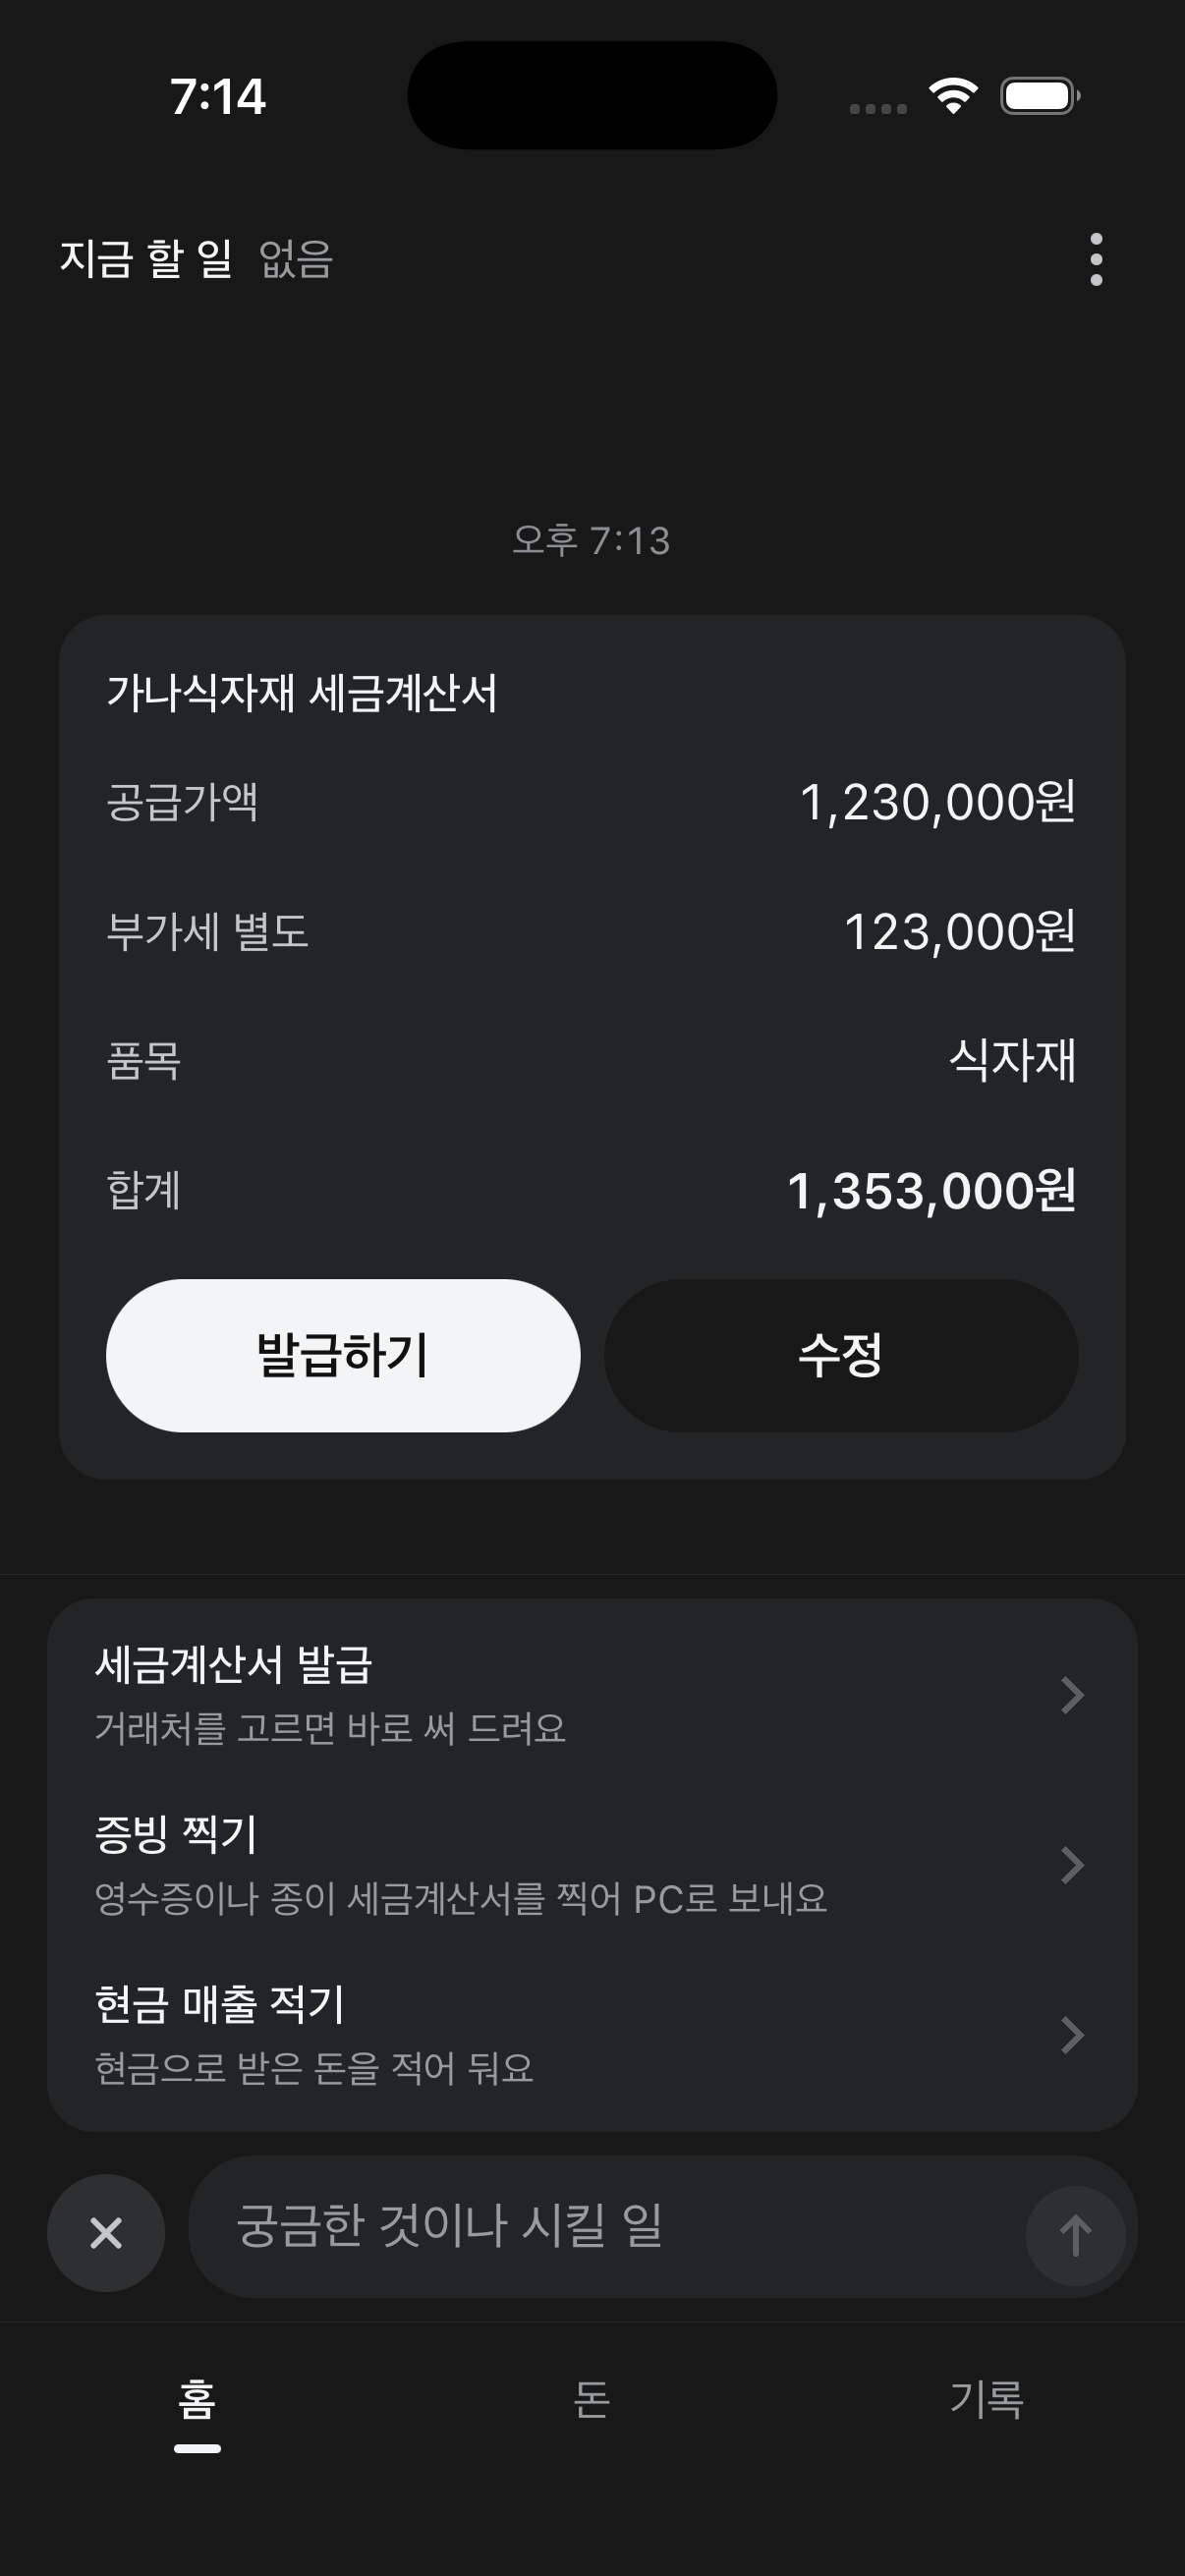 7:14
지금 할 일 없음
오후 7:13
가나식자재 세금계산서
공급가액 1,230,000원
부가세 별도 123,000원
품목 식자재
합계 1,353,000원
발급하기 수정
세금계산서 발급
거래처를 고르면 바로 써 드려요
증빙 찍기
영수증이나 종이 세금계산서를 찍어 PC로 보내요
현금 매출 적기
현금으로 받은 돈을 적어 둬요
궁금한 것이나 시킬 일
홈 돈 기록